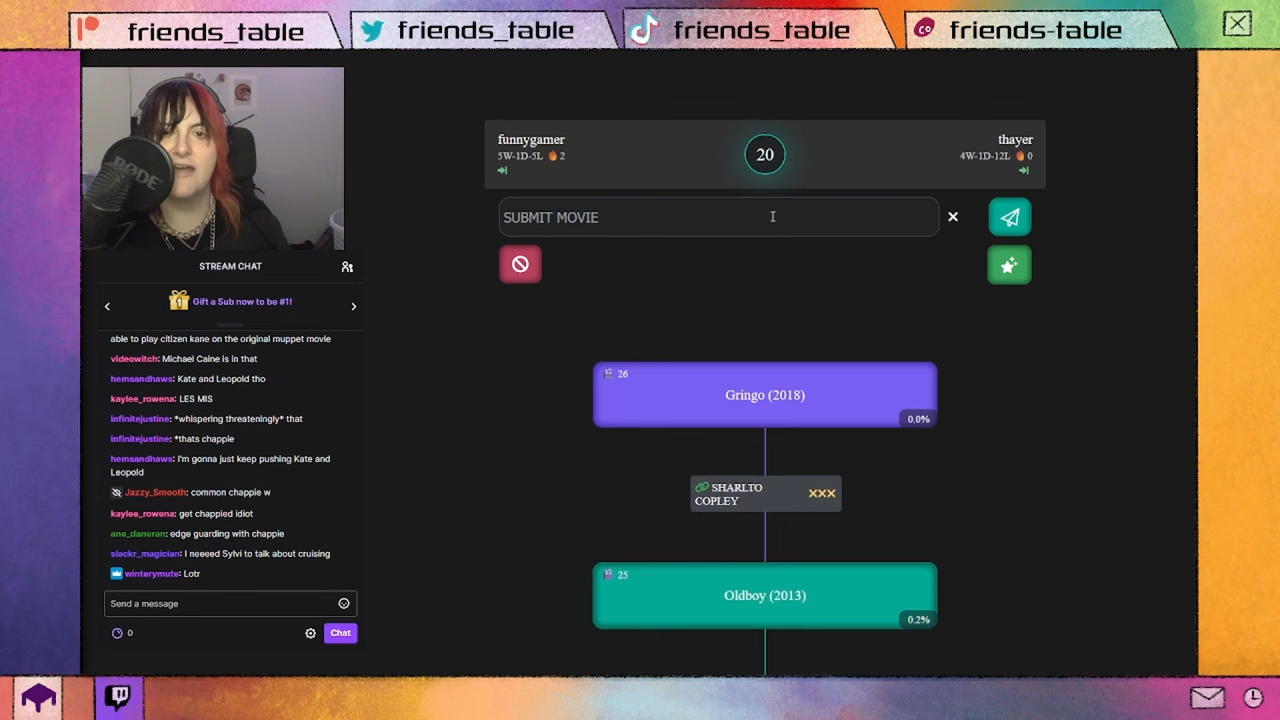 friends_table
friends_table
friends_table
friends-table
RØDE
funnygamer
5W-1D-5L 🔥 2
20
thayer
4W-1D-12L 🔥 0
SUBMIT MOVIE
STREAM CHAT
1
Gift a Sub now to be #1!
able to play citizen kane on the original muppet movie
videowitch: Michael Caine is in that
hemsandhaws: Kate and Leopold tho
kaylee_rowena: LES MIS
infinitejustine: *whispering threateningly* that
infinitejustine: *thats chappie
hemsandhaws: I'm gonna just keep pushing Kate and
Leopold
Jazzy_Smooth: common chappie w
kaylee_rowena: get chappied idiot
ane_daneran: edge guarding with chappie
slackr_magician: I neeeed Sylvi to talk about cruising
winterymute: Lotr
Send a message
0
Chat
26
Gringo (2018)
0.0%
SHARLTO
COPLEY
XXX
25
Oldboy (2013)
0.2%